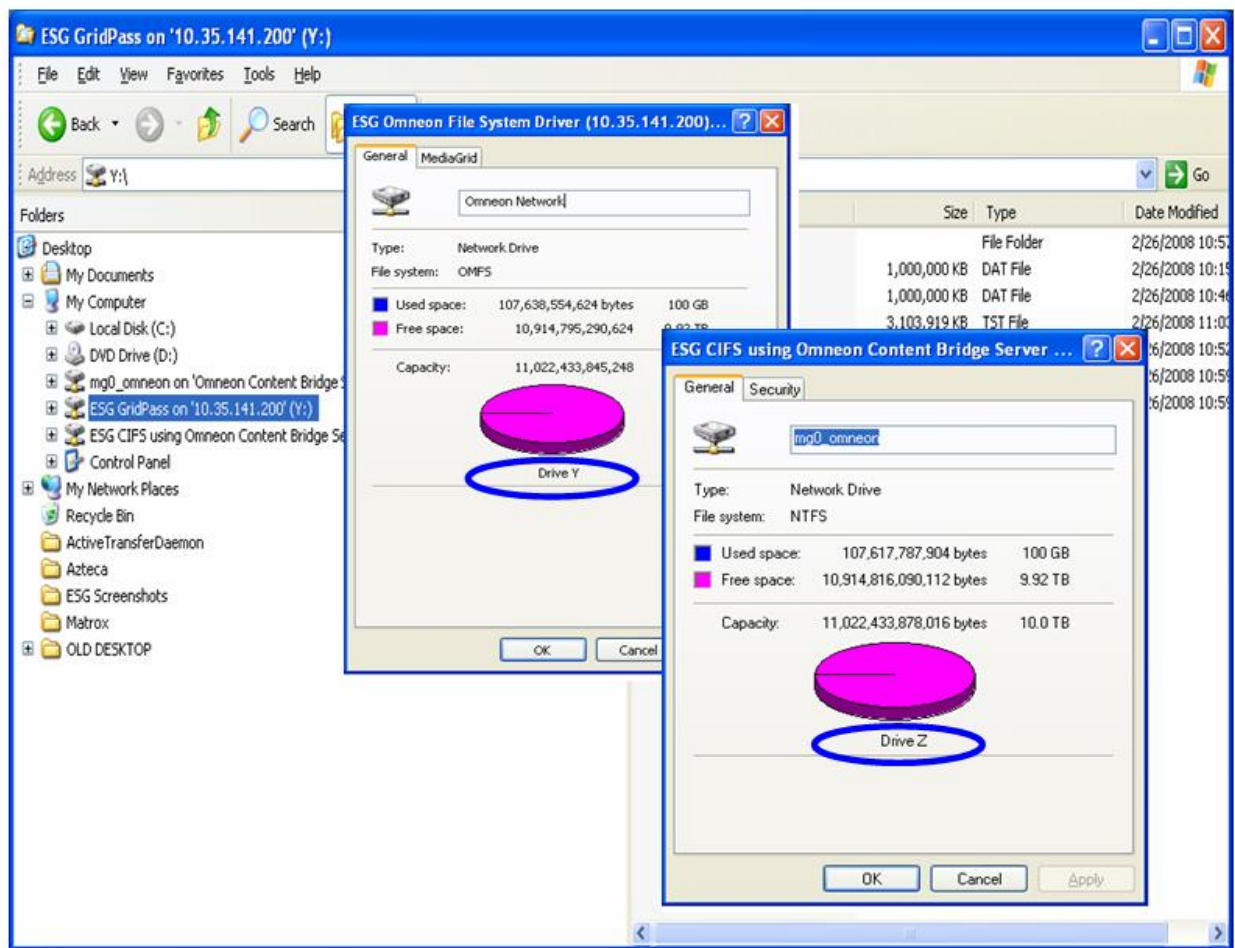 ESG GridPass on '10.35.141.200' (Y:)
File Edit View Favorites Tools Help
Back Search
Address Y:\ Go
Folders
Size Type Date Modified
Desktop
My Documents
My Computer
Local Disk (C:)
DVD Drive (D:)
mg0_omneon on 'Omneon Content Bridge
ESG GridPass on '10.35.141.200' (Y:)
ESG CIFS using Omneon Content Bridge
Control Panel
My Network Places
Recycle Bin
ActiveTransferDaemon
Azteca
ESG Screenshots
Matrox
OLD DESKTOP
File Folder 2/26/2008
1,000,000 KB DAT File 2/26/2008
1,000,000 KB DAT File 2/26/2008
3,103,919 KB TST File 2/26/2008
ESG Omneon File System Driver (10.35.141.200)...
General MediaGrid
Omneon Network
Type: Network Drive
File system: OMFS
Used space: 107,638,554,624 bytes 100 GB
Free space: 10,914,795,290,624
Capacity: 11,022,433,845,248
Drive Y
OK Cancel
ESG CIFS using Omneon Content Bridge Server ...
General Security
mg0_omneon
Type: Network Drive
File system: NTFS
Used space: 107,617,787,904 bytes 100 GB
Free space: 10,914,816,090,112 bytes 9.92 TB
Capacity: 11,022,433,878,016 bytes 10.0 TB
Drive Z
OK Cancel Apply